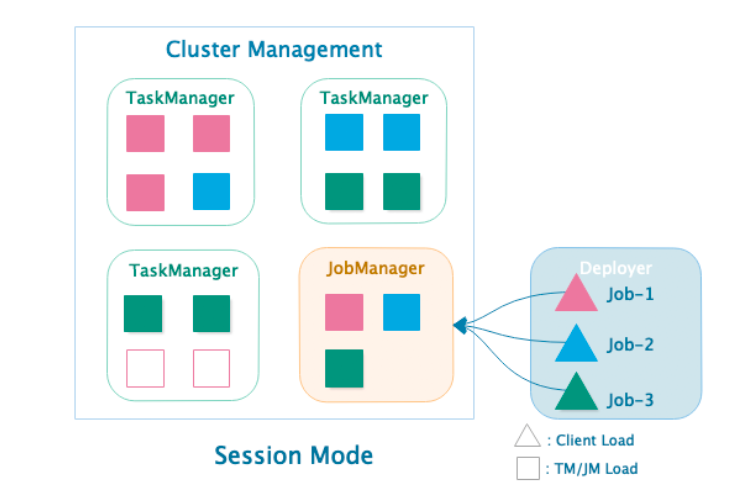 Cluster Management
TaskManager
TaskManager
TaskManager
JobManager
Deployer
Job-1
Job-2
Job-3
Session Mode
: Client Load
: TM/JM Load